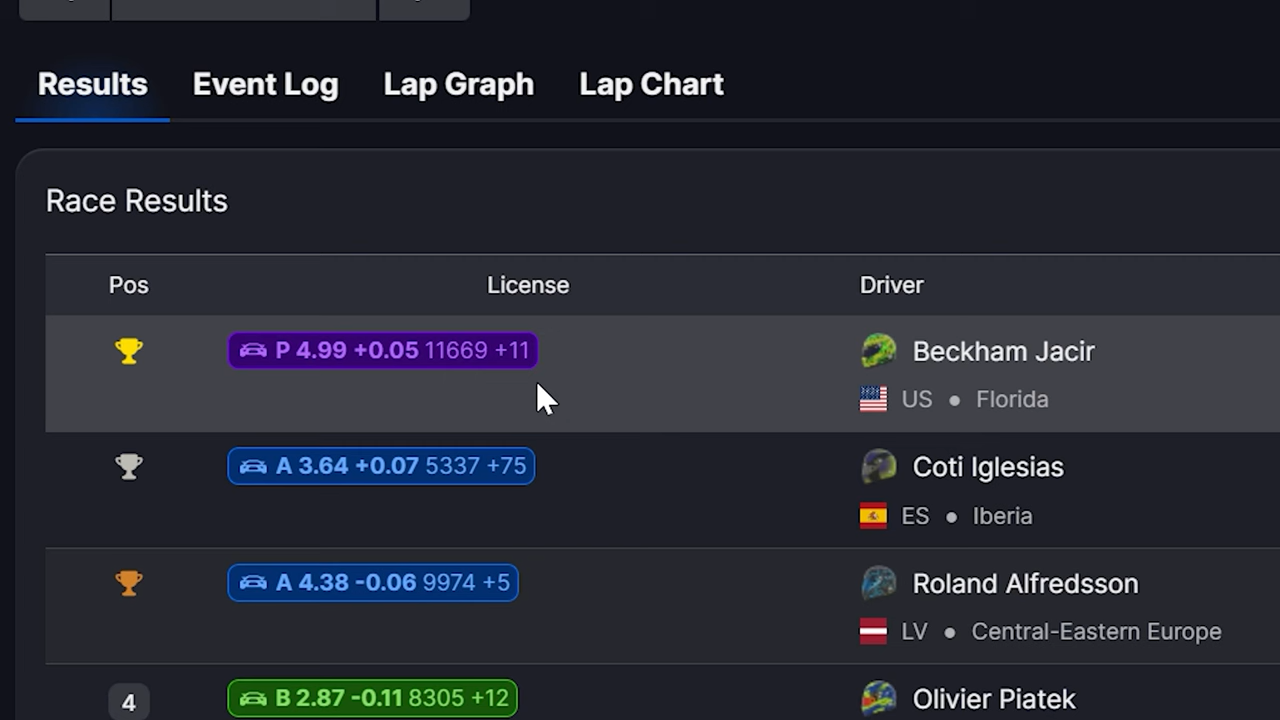 Results Event Log Lap Graph Lap Chart
Race Results
Pos License Driver
P 4.99 +0.05 11669 +11 Beckham Jacir
US • Florida
A 3.64 +0.07 5337 +75 Coti Iglesias
ES • Iberia
A 4.38 -0.06 9974 +5 Roland Alfredsson
LV • Central-Eastern Europe
4 B 2.87 -0.11 8305 +12 Olivier Piatek